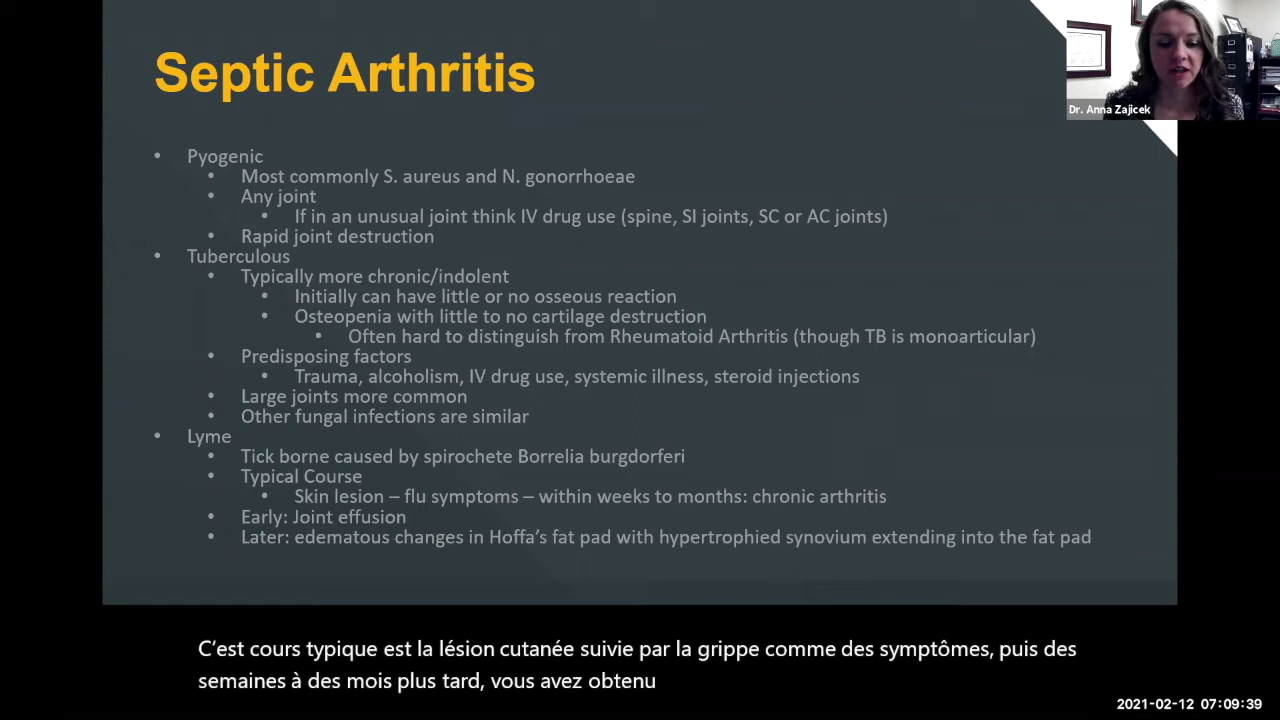 Septic Arthritis
Dr. Anna Zajicek
• Pyogenic
• Most commonly S. aureus and N. gonorrhoeae
• Any joint
• If in an unusual joint think IV drug use (spine, SI joints, SC or AC joints)
• Rapid joint destruction
• Tuberculous
• Typically more chronic/indolent
• Initially can have little or no osseous reaction
• Osteopenia with little to no cartilage destruction
• Often hard to distinguish from Rheumatoid Arthritis (though TB is monoarticular)
• Predisposing factors
• Trauma, alcoholism, IV drug use, systemic illness, steroid injections
• Large joints more common
• Other fungal infections are similar
• Lyme
• Tick borne caused by spirochete Borrelia burgdorferi
• Typical Course
• Skin lesion – flu symptoms – within weeks to months: chronic arthritis
• Early: Joint effusion
• Later: edematous changes in Hoffa's fat pad with hypertrophied synovium extending into the fat pad
C'est cours typique est la lésion cutanée suivie par la grippe comme des symptômes, puis des
semaines à des mois plus tard, vous avez obtenu
2021-02-12 07:09:39